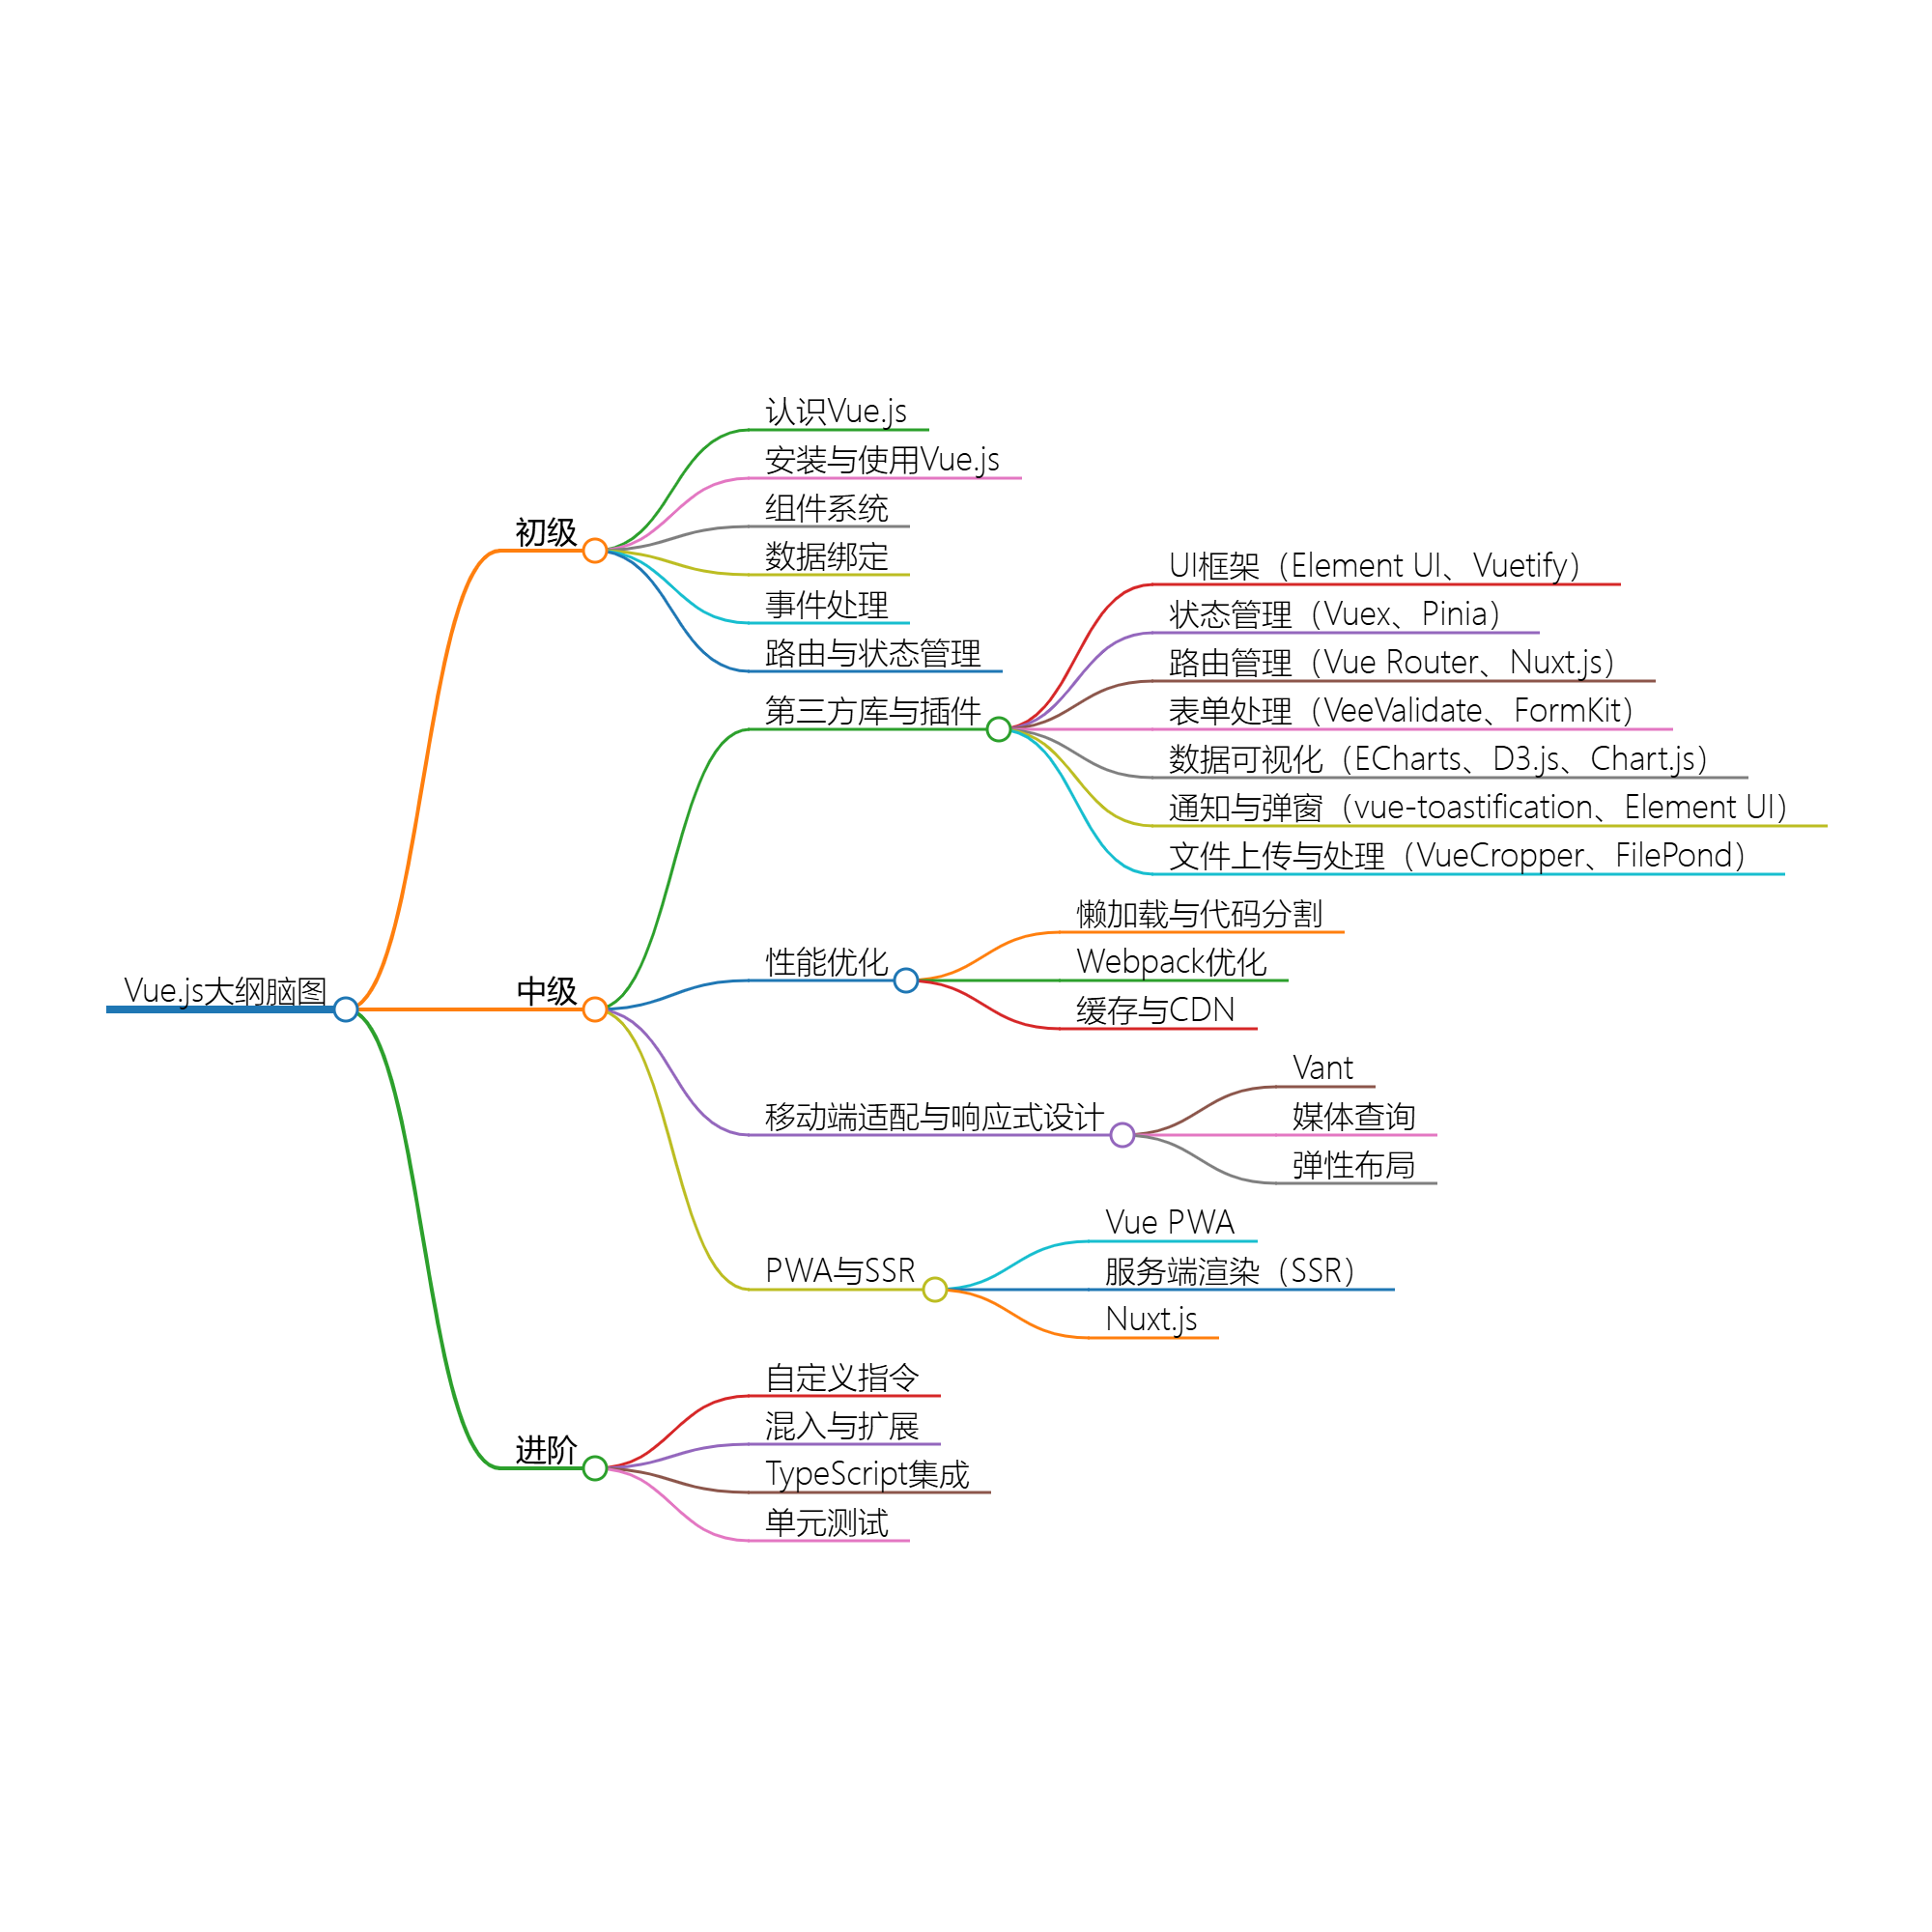 Vue.js大纲脑图
初级
认识Vue.js
安装与使用Vue.js
组件系统
数据绑定
事件处理
路由与状态管理
中级
第三方库与插件
UI框架（Element UI、Vuetify）
状态管理（Vuex、Pinia）
路由管理（Vue Router、Nuxt.js）
表单处理（VeeValidate、FormKit）
数据可视化（ECharts、D3.js、Chart.js）
通知与弹窗（vue-toastification、Element UI）
文件上传与处理（VueCropper、FilePond）
性能优化
懒加载与代码分割
Webpack优化
缓存与CDN
移动端适配与响应式设计
Vant
媒体查询
弹性布局
PWA与SSR
Vue PWA
服务端渲染（SSR）
Nuxt.js
进阶
自定义指令
混入与扩展
TypeScript集成
单元测试